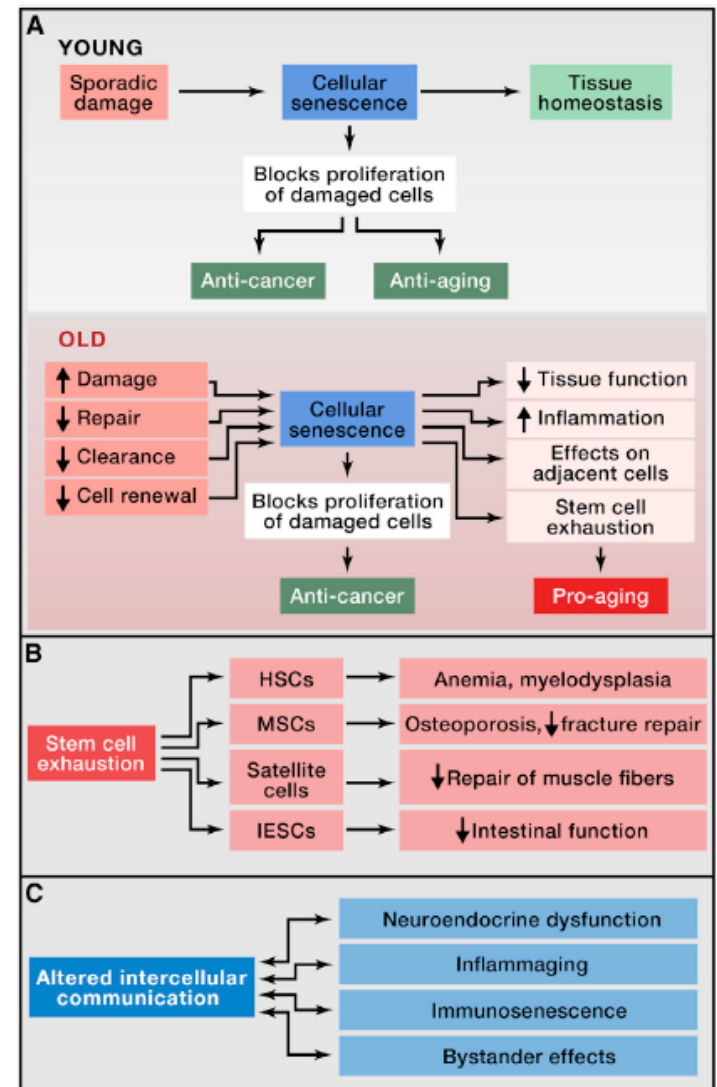 A
YOUNG
Sporadic
damage
Cellular
senescence
Tissue
homeostasis
Blocks proliferation
of damaged cells
Anti-cancer
Anti-aging
OLD
↑ Damage
↓ Repair
↓ Clearance
↓ Cell renewal
Cellular
senescence
Blocks proliferation
of damaged cells
Anti-cancer
↓ Tissue function
↑ Inflammation
Effects on
adjacent cells
Stem cell
exhaustion
Pro-aging
B
Stem cell
exhaustion
HSCs
Anemia, myelodysplasia
MSCs
Osteoporosis, ↓ fracture repair
Satellite
cells
↓ Repair of muscle fibers
IESCs
↓ Intestinal function
C
Altered intercellular
communication
Neuroendocrine dysfunction
Inflammaging
Immunosenescence
Bystander effects